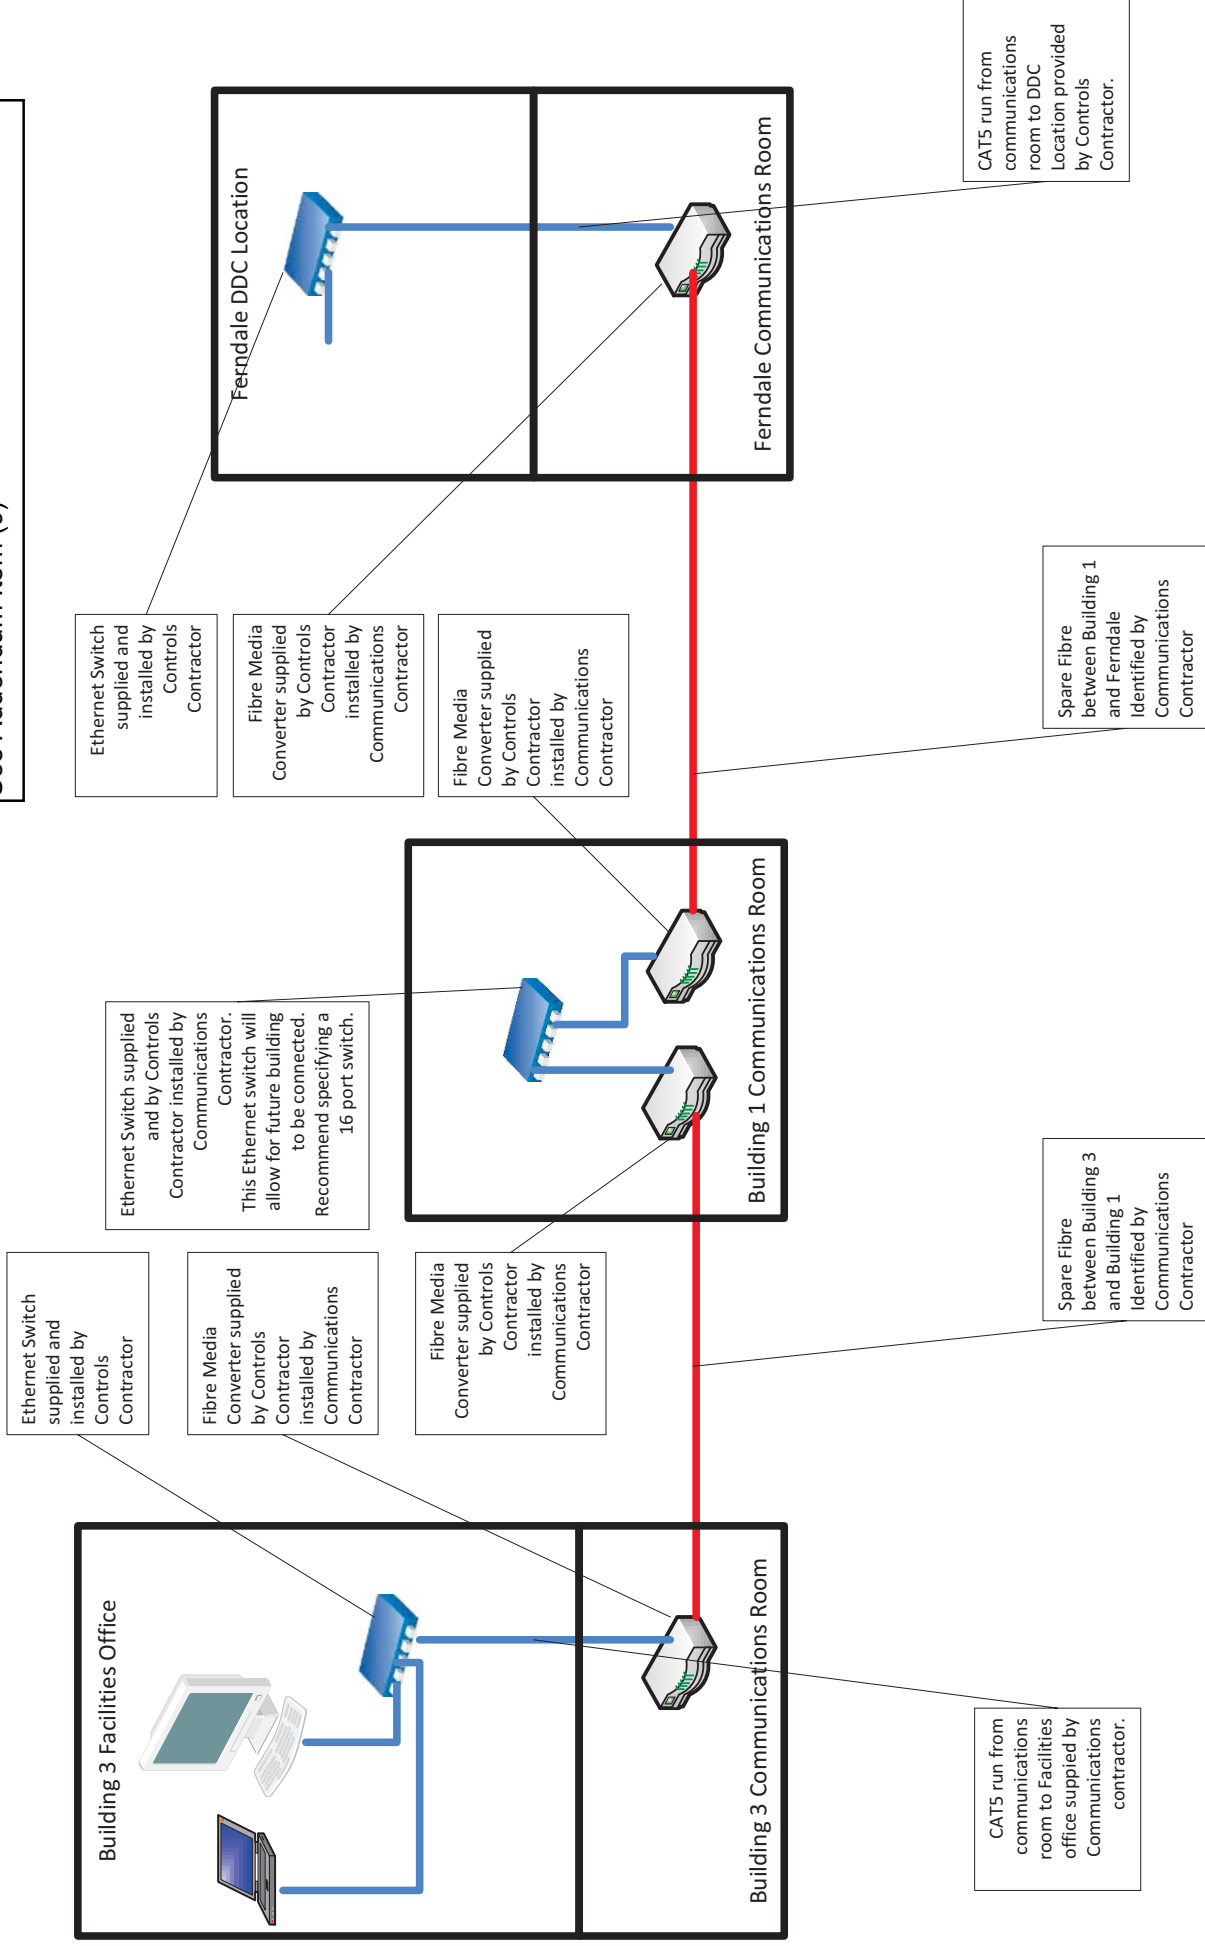 Building 3 Facilities Office
Building 3 Communications Room
Ethernet Switch
supplied and
installed by
Controls
Contractor
Fibre Media
Converter supplied
by Controls
Contractor
installed by
Communications
Contractor
CAT5 run from
communications
room to Facilities
office suppied by
Communications
contractor.
Ethernet Switch supplied
and by Controls
Contractor installed by
Communications
Contractor.
This Ethernet switch will
allow for future building
to be connected.
Recommend specifying a
16 port switch.
Fibre Media
Converter supplied
by Controls
Contractor
installed by
Communications
Contractor
Building 1 Communications Room
Spare Fibre
between Building 3
and Building 1
Identified by
Communications
Contractor
Ethernet Switch
supplied and
installed by
Controls
Contractor
Fibre Media
Converter supplied
by Controls
Contractor
installed by
Communications
Contractor
Fibre Media
Converter supplied
by Controls
Contractor
installed by
Communications
Contractor
Spare Fibre
between Building 1
and Ferndale
Identified by
Communications
Contractor
Ferndale DDC Location
Ferndale Communications Room
CAT5 run from
communications
room to DDC
Location provided
by Controls
Contractor.